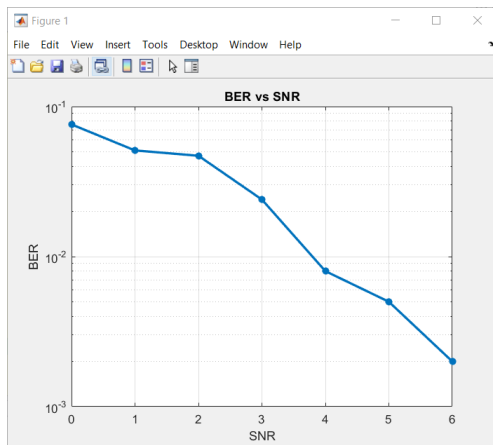 Figure 1
File Edit View Insert Tools Desktop Window Help
BER vs SNR
10-1
10-2
10-3
BER
0 1 2 3 4 5 6
SNR